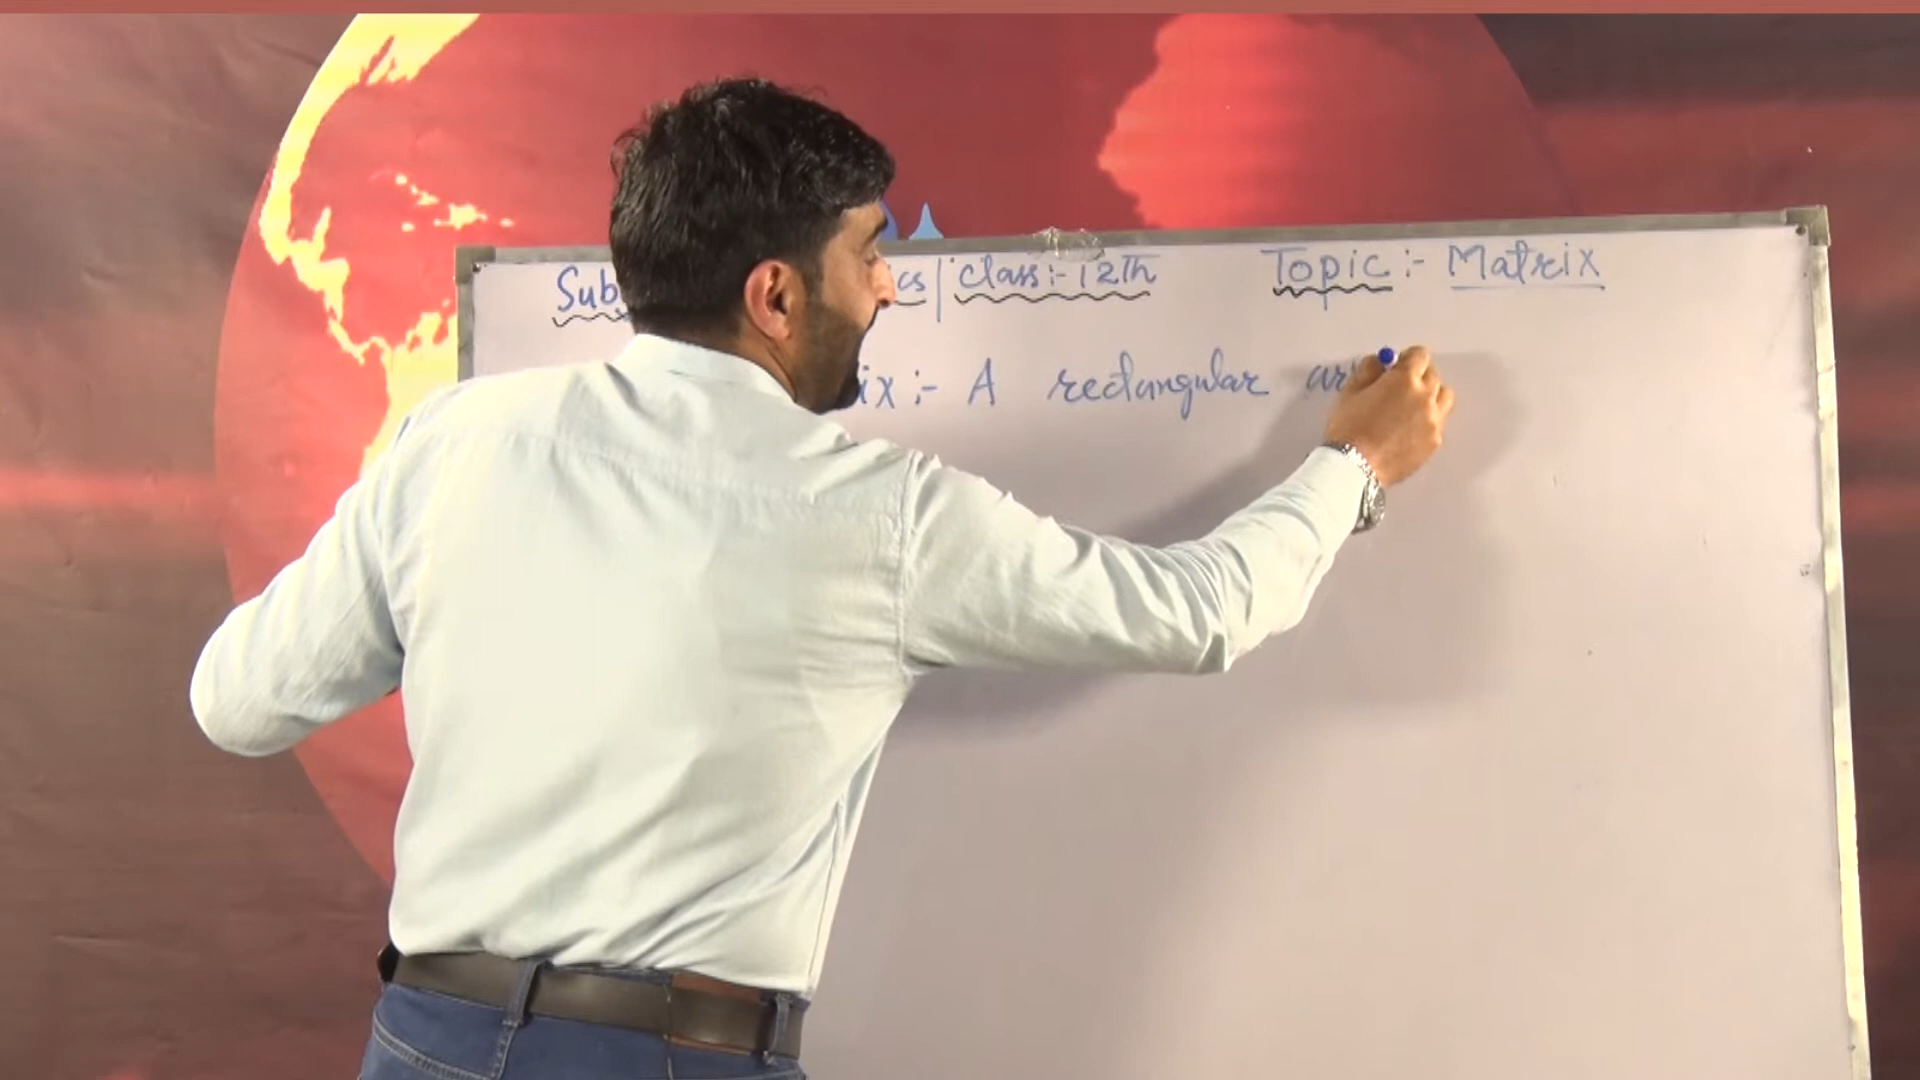 Sub cs | Class:- 12Th Topic:- Matrix
ix:- A rectangular ar